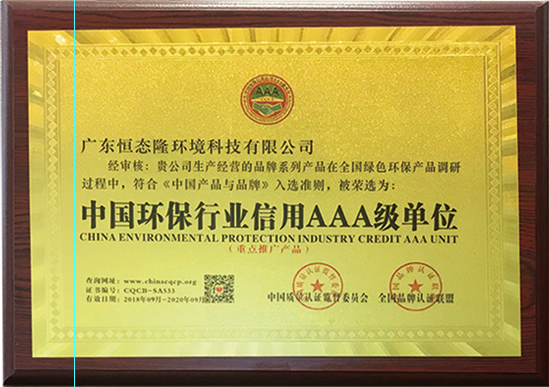 AAA
广东恒态隆环境科技有限公司
经审核：贵公司生产经营的品牌系列产品在全国绿色环保产品调研
过程中，符合《中国产品与品牌》入选准则，被荣选为：
中国环保行业信用AAA级单位
CHINA ENVIRONMENTAL PROTECTION INDUSTRY CREDIT AAA UNIT
（重点推广产品）
查询网址：www.chinacqcp.org
证书编号：CQCB-SA533
有效日期：2018年09月-2020年09月
中国质量认证监督委员会 全国品牌认证联盟